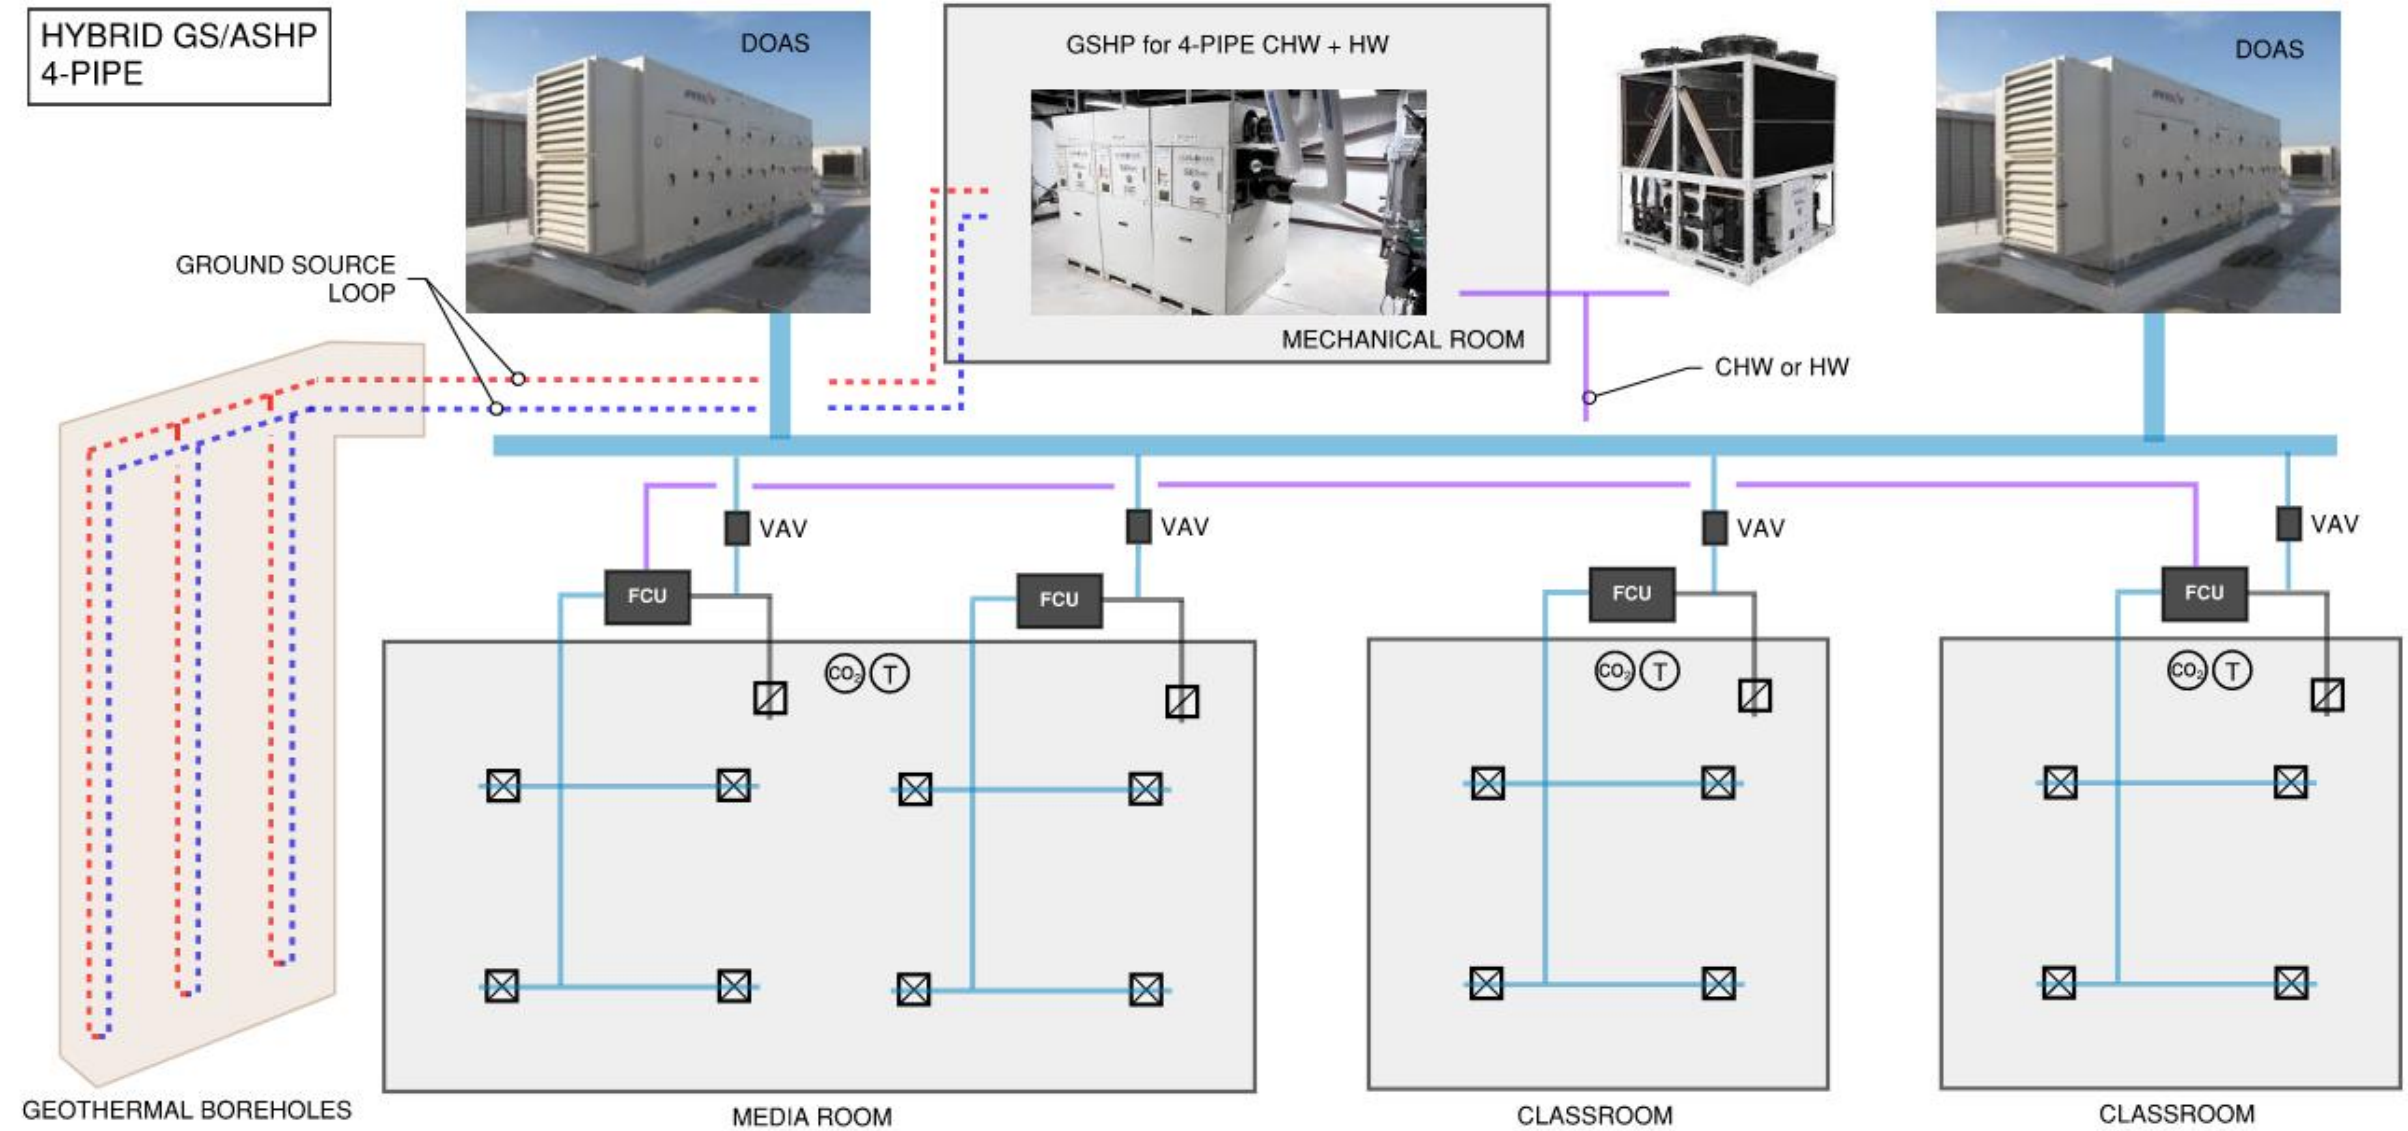 HYBRID GS/ASHP
4-PIPE
DOAS
GSHP for 4-PIPE CHW + HW
DOAS
GROUND SOURCE
LOOP
MECHANICAL ROOM
CHW or HW
VAV
VAV
VAV
VAV
FCU
FCU
FCU
FCU
CO₂ T
CO₂ T
CO₂ T
GEOTHERMAL BOREHOLES
MEDIA ROOM
CLASSROOM
CLASSROOM